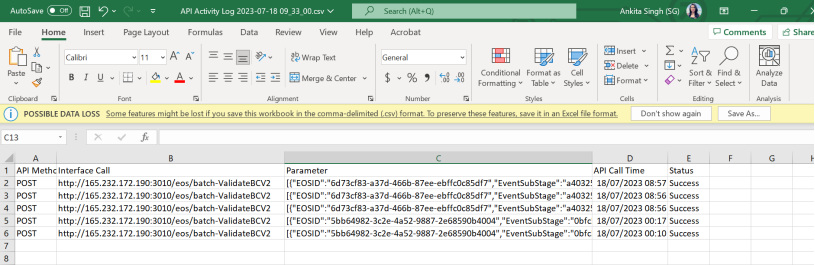 AutoSave Off API Activity Log 2023-07-18 09_33_00.csv Search (Alt+Q) Ankita Singh (SG)
File Home Insert Page Layout Formulas Data Review View Help Acrobat Comments Share
Paste Calibri 11 A^ A˅ Wrap Text General Conditional Formatting Format as Table Cell Styles Insert Delete Format Sort & Filter Find & Select Analyze Data
B I U A Merge & Center $ % 9
Clipboard Font Alignment Number Styles Cells Editing Analysis
POSSIBLE DATA LOSS Some features might be lost if you save this workbook in the comma-delimited (.csv) format. To preserve these features, save it in an Excel file format. Don't show again Save As...
C13 fx
A B C D E F G H
1 API Methc Interface Call Parameter API Call Time Status
2 POST http://165.232.172.190:3010/eos/batch-ValidateBCV2 [{"EOSID":"6d73cf83-a37d-466b-87ee-ebffc0c85df7","EventSubStage":"a4032 18/07/2023 08:57 Success
3 POST http://165.232.172.190:3010/eos/batch-ValidateBCV2 [{"EOSID":"6d73cf83-a37d-466b-87ee-ebffc0c85df7","EventSubStage":"a4032 18/07/2023 08:56 Success
4 POST http://165.232.172.190:3010/eos/batch-ValidateBCV2 [{"EOSID":"6d73cf83-a37d-466b-87ee-ebffc0c85df7","EventSubStage":"a4032 18/07/2023 08:56 Success
5 POST http://165.232.172.190:3010/eos/batch-ValidateBCV2 [{"EOSID":"5bb64982-3c2e-4a52-9887-2e68590b4004","EventSubStage":"0bfc 18/07/2023 00:17 Success
6 POST http://165.232.172.190:3010/eos/batch-ValidateBCV2 [{"EOSID":"5bb64982-3c2e-4a52-9887-2e68590b4004","EventSubStage":"0bfc 18/07/2023 00:10 Success
7
8